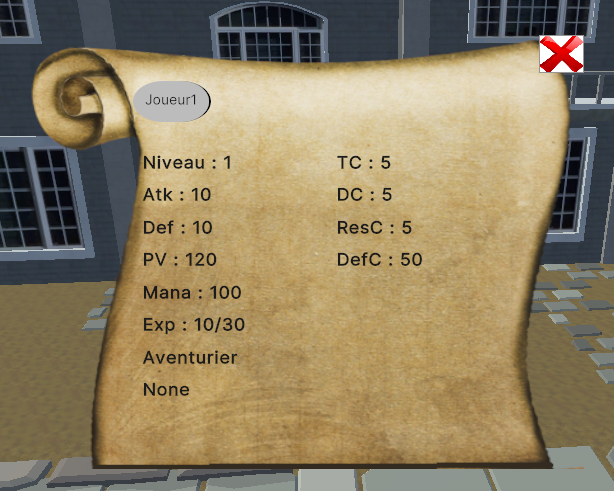 Joueur1
Niveau : 1
Atk : 10
Def : 10
PV : 120
Mana : 100
Exp : 10/30
Aventurier
None
TC : 5
DC : 5
ResC : 5
DefC : 50